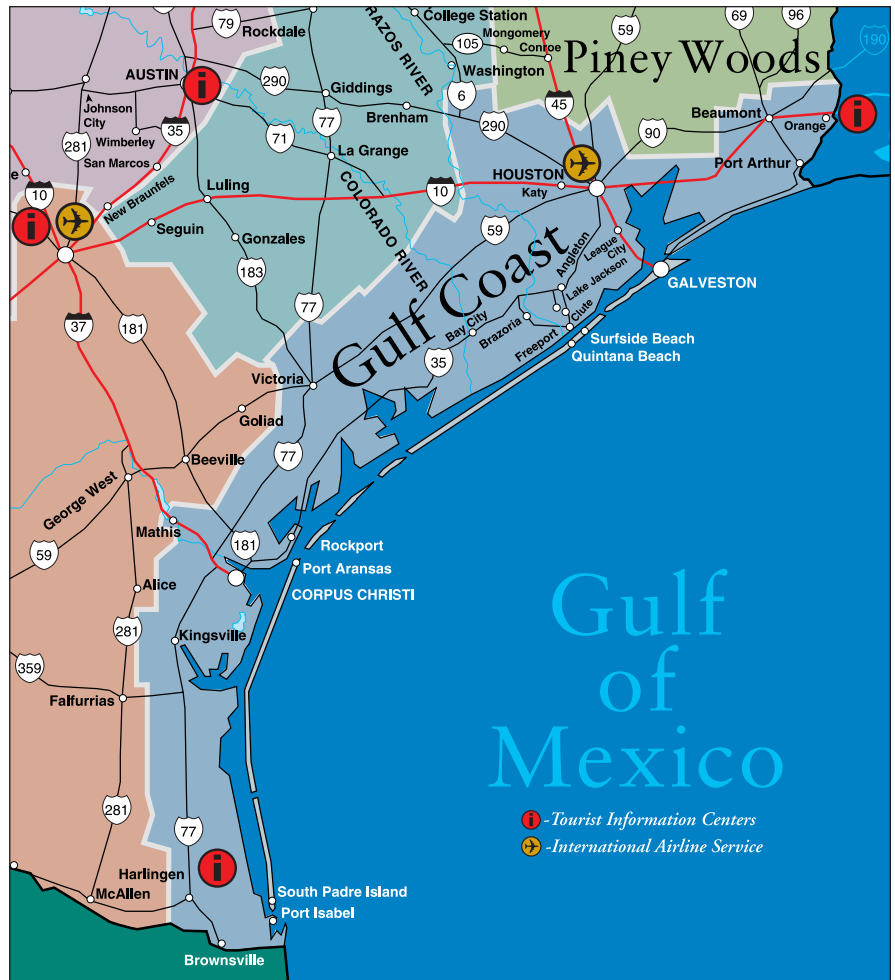 79
Rockdale
BRAZOS RIVER
College Station
105
Mongomery
Conroe
59
69
96
190
Piney Woods
AUSTIN
i
290
Giddings
Washington
6
45
Johnson
City
Wimberley
281
35
San Marcos
71
77
Brenham
290
90
Beaumont
Orange
i
La Grange
HOUSTON
Katy
Port Arthur
e
10
i
New Braunfels
Luling
10
COLORADO RIVER
Seguin
Gonzales
183
59
Gulf Coast
Angleton
League
City
Lake Jackson
Clute
GALVESTON
37
181
77
Bay City
Brazoria
Freeport
Surfside Beach
Quintana Beach
35
Victoria
Goliad
77
Beeville
George West
Mathis
59
181
Rockport
Port Aransas
CORPUS CHRISTI
Alice
281
Kingsville
359
Falfurrias
Gulf
of
Mexico
281
77
i -Tourist Information Centers
-International Airline Service
i
Harlingen
McAllen
South Padre Island
Port Isabel
Brownsville